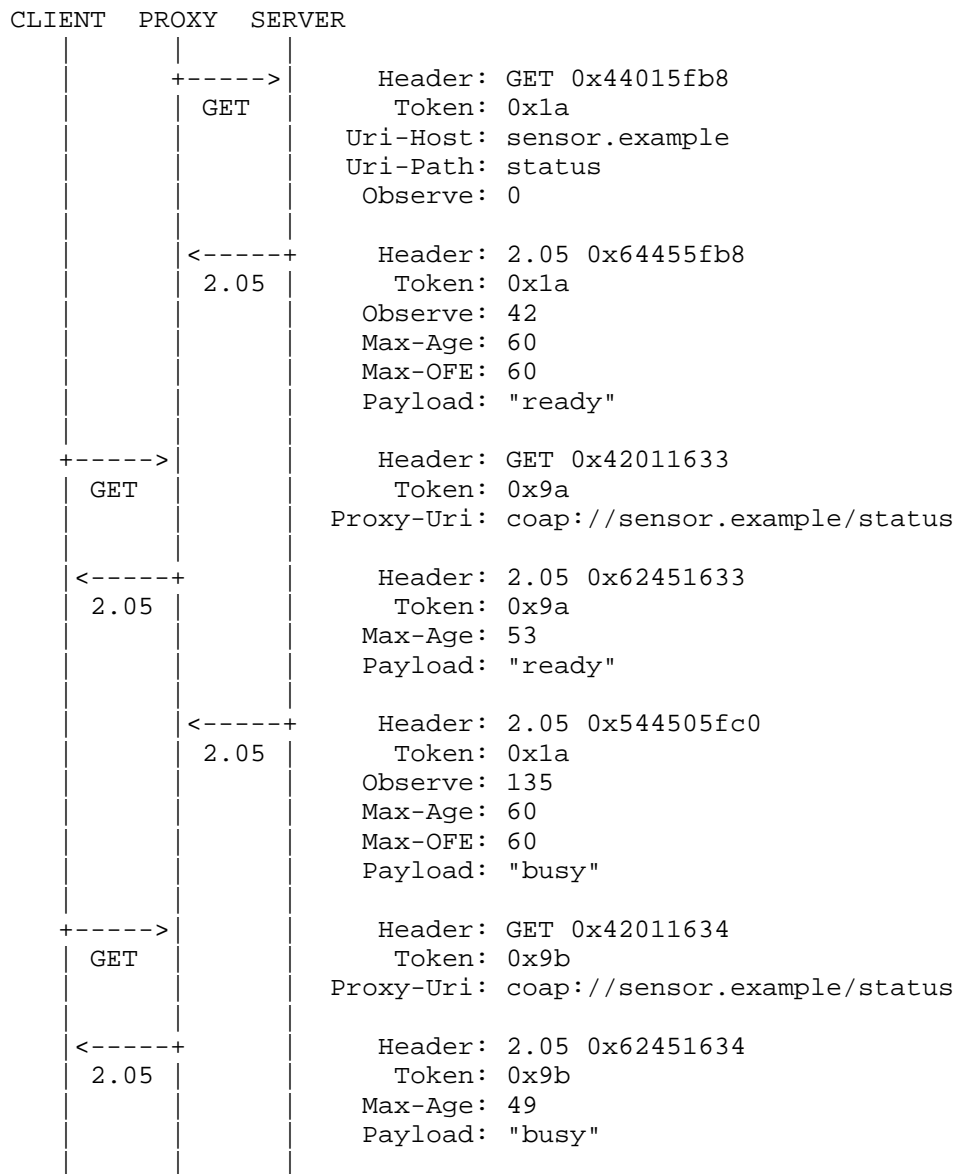 CLIENT PROXY SERVER
+-----> Header: GET 0x44015fb8
GET Token: 0x1a
Uri-Host: sensor.example
Uri-Path: status
Observe: 0
<-----+ Header: 2.05 0x64455fb8
2.05 Token: 0x1a
Observe: 42
Max-Age: 60
Max-OFE: 60
Payload: "ready"
+-----> Header: GET 0x42011633
GET Token: 0x9a
Proxy-Uri: coap://sensor.example/status
<-----+ Header: 2.05 0x62451633
2.05 Token: 0x9a
Max-Age: 53
Payload: "ready"
<-----+ Header: 2.05 0x544505fc0
2.05 Token: 0x1a
Observe: 135
Max-Age: 60
Max-OFE: 60
Payload: "busy"
+-----> Header: GET 0x42011634
GET Token: 0x9b
Proxy-Uri: coap://sensor.example/status
<-----+ Header: 2.05 0x62451634
2.05 Token: 0x9b
Max-Age: 49
Payload: "busy"